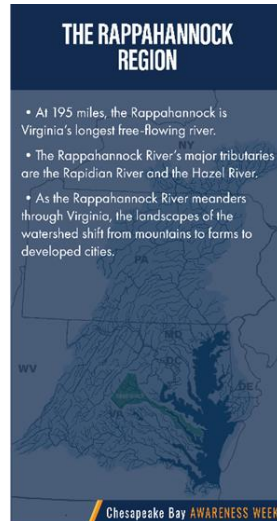 THE RAPPAHANNOCK
REGION
• At 195 miles, the Rappahannock is
Virginia's longest free-flowing river.
• The Rappahannock River's major tributaries
are the Rapidian River and the Hazel River.
• As the Rappahannock River meanders
through Virginia, the landscapes of the
watershed shift from mountains to farms to
developed cities.
NY
PA
MD
DC
WV
DE
VA
Chesapeake Bay AWARENESS WEEK